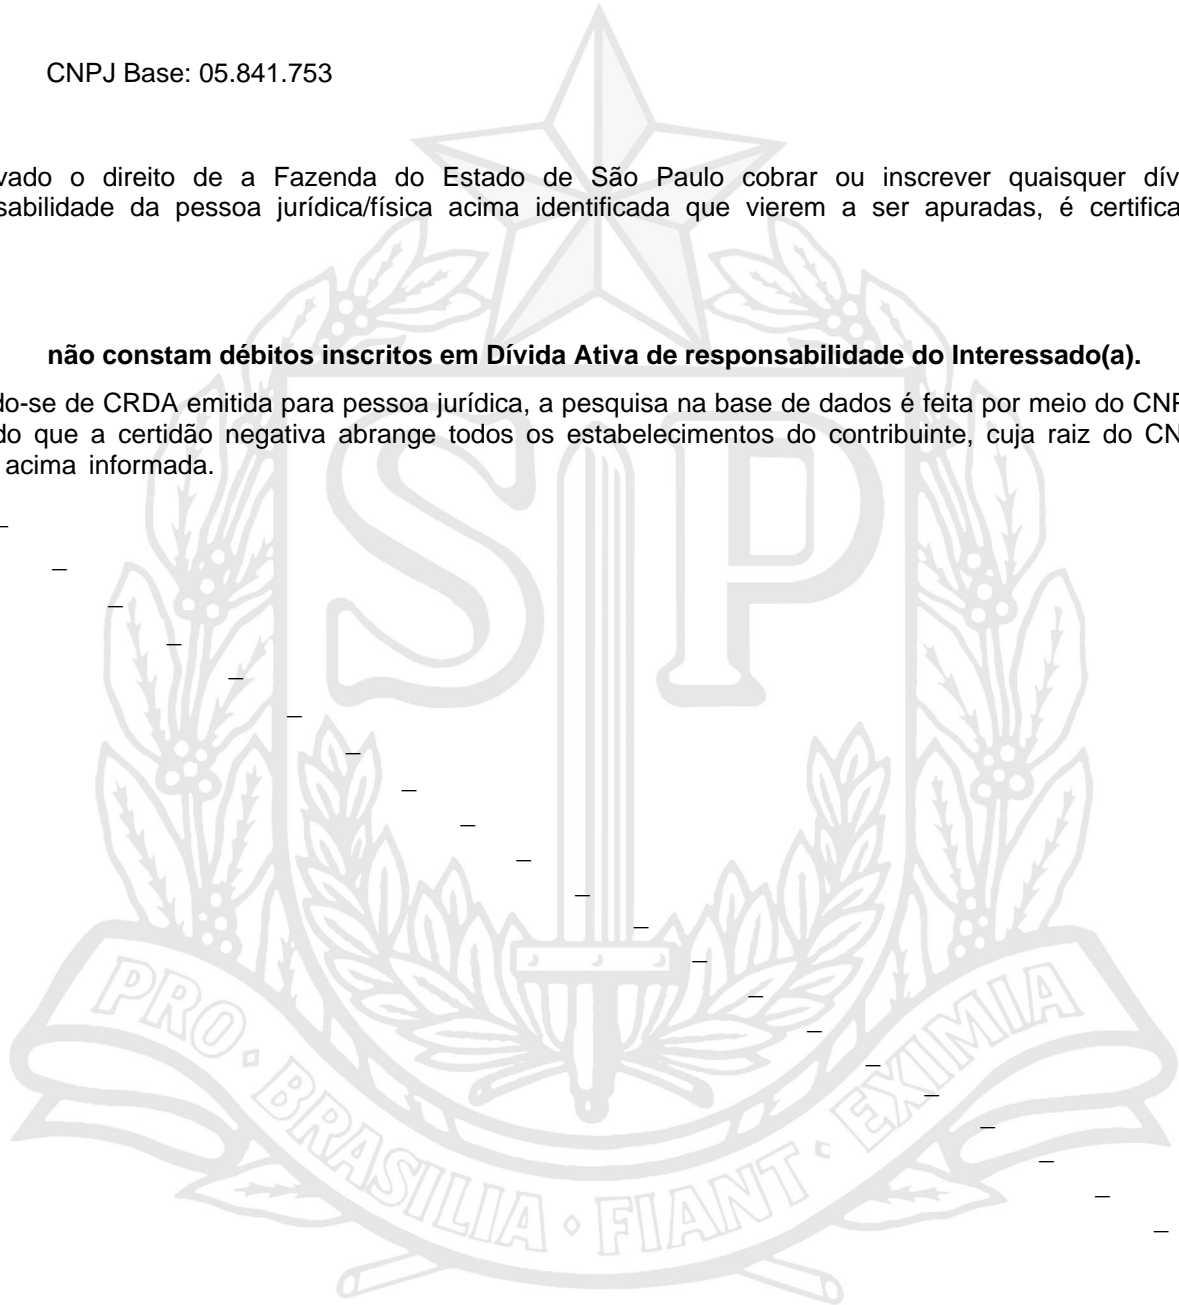 CNPJ Base: 05.841.753
vado o direito de a Fazenda do Estado de São Paulo cobrar ou inscrever quaisquer dív
sabilidade da pessoa jurídica/física acima identificada que vierem a ser apuradas, é certifica
não constam débitos inscritos em Dívida Ativa de responsabilidade do Interessado(a).
do-se de CRDA emitida para pessoa jurídica, a pesquisa na base de dados é feita por meio do CNP
do que a certidão negativa abrange todos os estabelecimentos do contribuinte, cuja raiz do CN
acima informada.
SP
PRO · BRASILIA · FIANT · EXIMIA